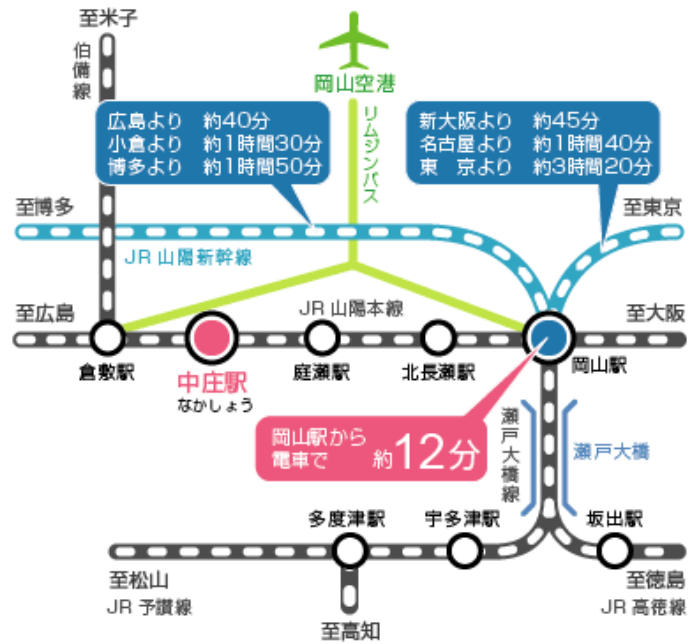 至米子
伯備線
岡山空港
リムジンバス
広島より 約40分
小倉より 約1時間30分
博多より 約1時間50分
新大阪より 約45分
名古屋より 約1時間40分
東 京より 約3時間20分
至博多
至東京
JR 山陽新幹線
至広島
JR 山陽本線
至大阪
倉敷駅
中庄駅
なかしょう
庭瀬駅
北長瀬駅
岡山駅
岡山駅から
電車で 約12分
瀬戸大橋線
瀬戸大橋
多度津駅
宇多津駅
坂出駅
至松山
JR 予讃線
至高知
至徳島
JR 高徳線